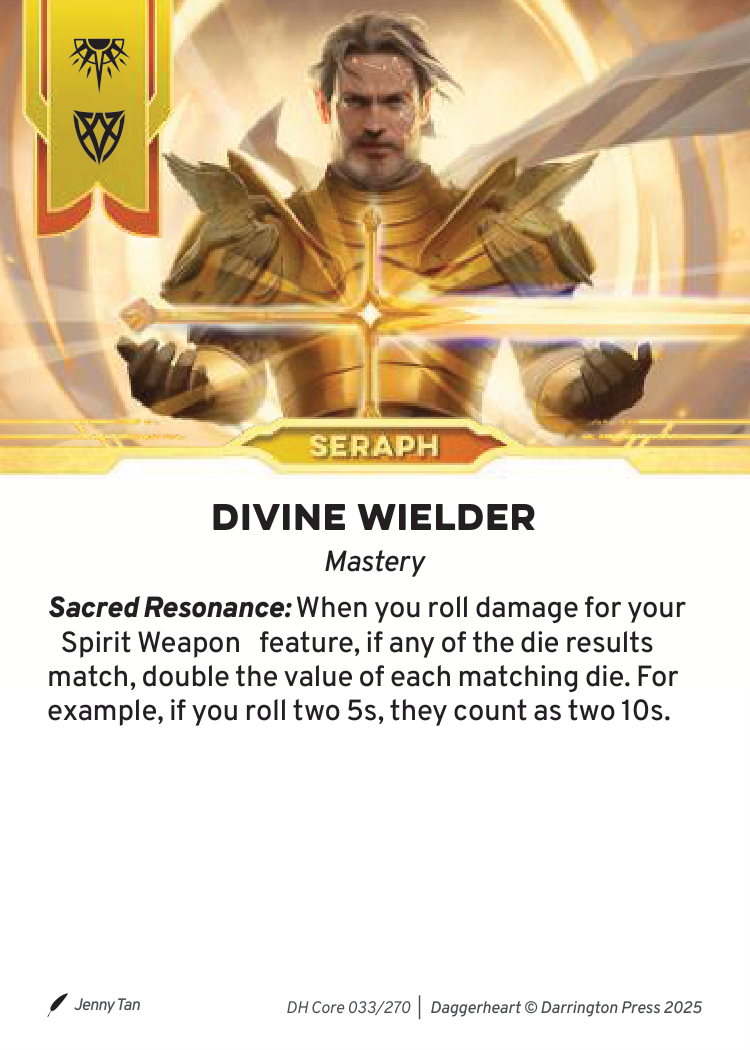 SERAPH
DIVINE WIELDER
Mastery
Sacred Resonance: When you roll damage for your
Spirit Weapon feature, if any of the die results
match, double the value of each matching die. For
example, if you roll two 5s, they count as two 10s.
Jenny Tan
DH Core 033/270 | Daggerheart © Darrington Press 2025